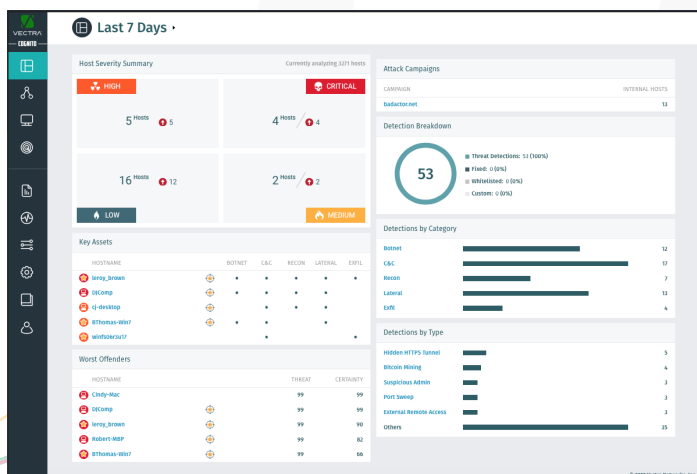 VECTRA
COGNITO
Last 7 Days
Host Severity Summary
Currently analyzing 3271 hosts
HIGH
CRITICAL
5 Hosts 5
4 Hosts 4
16 Hosts 12
2 Hosts 2
LOW
MEDIUM
Key Assets
HOSTNAME BOTNET C&C RECON LATERAL EXFIL
leroy_brown
DJComp
cj-desktop
BThomas-Win7
Worst Offenders
HOSTNAME THREAT CERTAINTY
Cindy-Mac 99 99
DJComp 99 99
leroy_brown 99 90
Robert-MBP 99 82
BThomas-Win7 99 66
Attack Campaigns
CAMPAIGN INTERNAL HOSTS
badactor.net 13
Detection Breakdown
53
Threat Detections: 53 (100%)
Fixed: 0 (0%)
Whitelisted: 0 (0%)
Custom: 0 (0%)
Detections by Category
Botnet 12
C&C 17
Recon 7
Lateral 13
Exfil 4
Detections by Type
Hidden HTTPS Tunnel 5
Bitcoin Mining 4
Suspicious Admin 3
Port Sweep 3
External Remote Access 3
Others 35